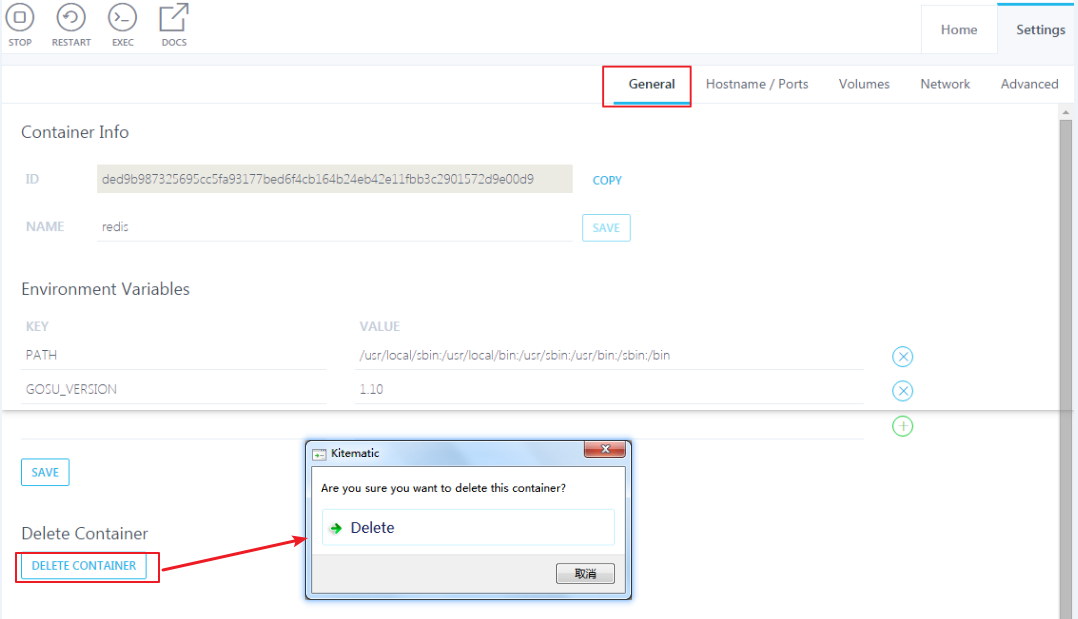 STOP RESTART EXEC DOCS
Home Settings
General Hostname / Ports Volumes Network Advanced
Container Info
ID ded9b987325695cc5fa93177bed6f4cb164b24eb42e11fbb3c2901572d9e00d9 COPY
NAME redis SAVE
Environment Variables
KEY VALUE
PATH /usr/local/sbin:/usr/local/bin:/usr/sbin:/usr/bin:/sbin:/bin
GOSU_VERSION 1.10
SAVE
Kitematic
Are you sure you want to delete this container?
Delete
取消
Delete Container
DELETE CONTAINER